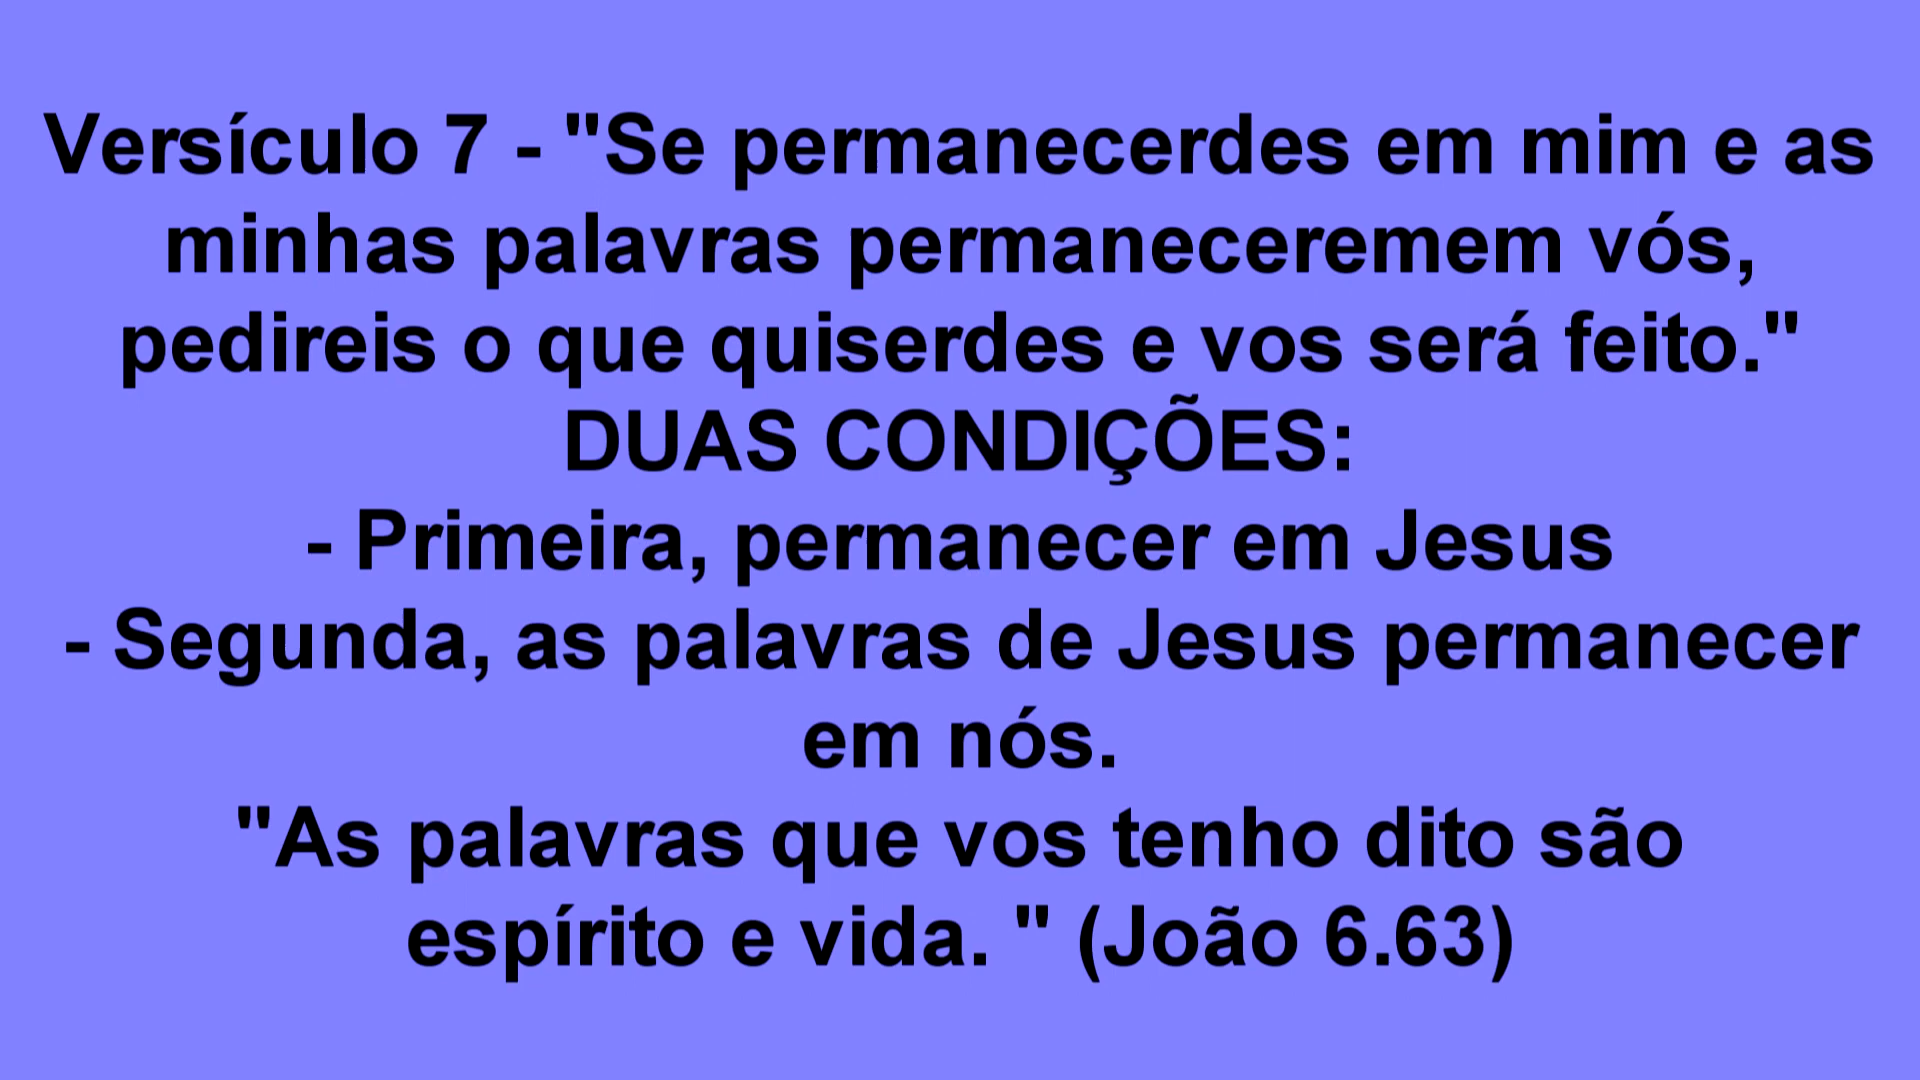 Versículo 7 - "Se permanecerdes em mim e as
minhas palavras permaneceremem vós,
pedireis o que quiserdes e vos será feito."
DUAS CONDIÇÕES:
- Primeira, permanecer em Jesus
- Segunda, as palavras de Jesus permanecer
em nós.
"As palavras que vos tenho dito são
espírito e vida. " (João 6.63)